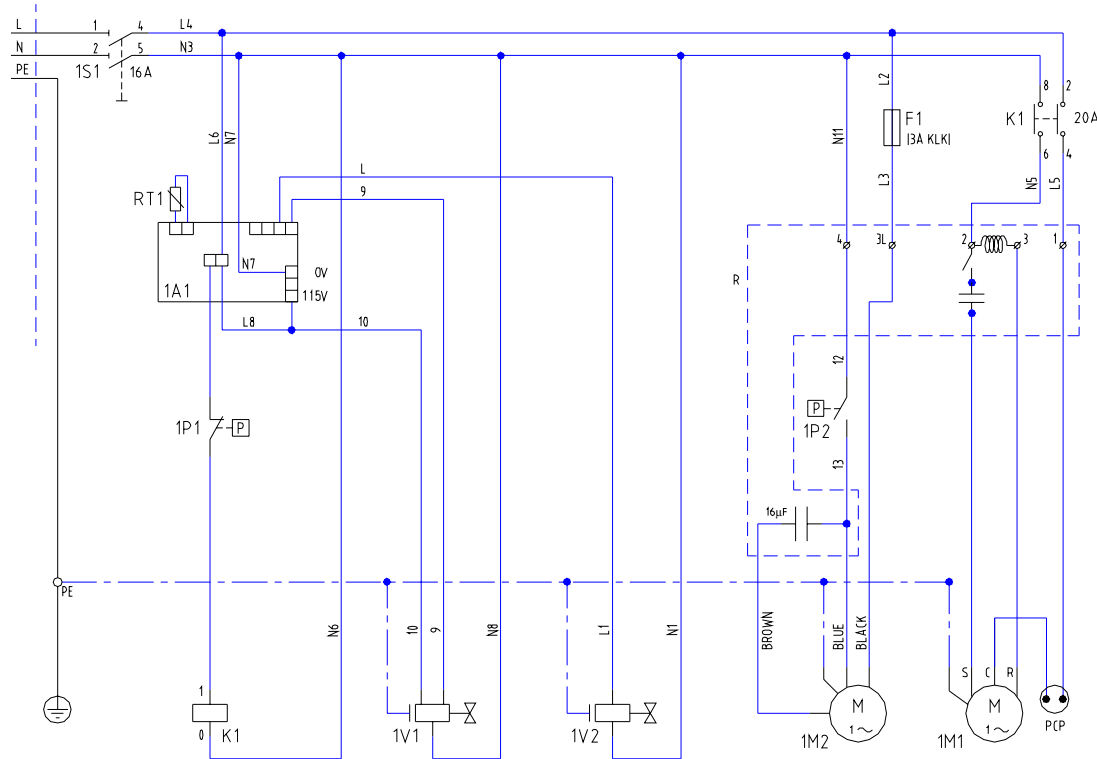 L 1 4 L4
N 2 5 N3
PE 1S1 16A
L2
8 2
K1 20A
F1
|3A KLK|
L6 N7 N11
6 4
L
L3 N5 L5
RT1 9
4 3L 2 3 1
N7 0V
R
1A1 115V
L8 10
12
P
1P1 P
1P2
13
16µF
PE
N6 10 9 N8 L1 N1 BROWN BLUE BLACK
S C R
1
M M
0 K1 1V1 1V2 1~ 1~ PCP
1M2 1M1